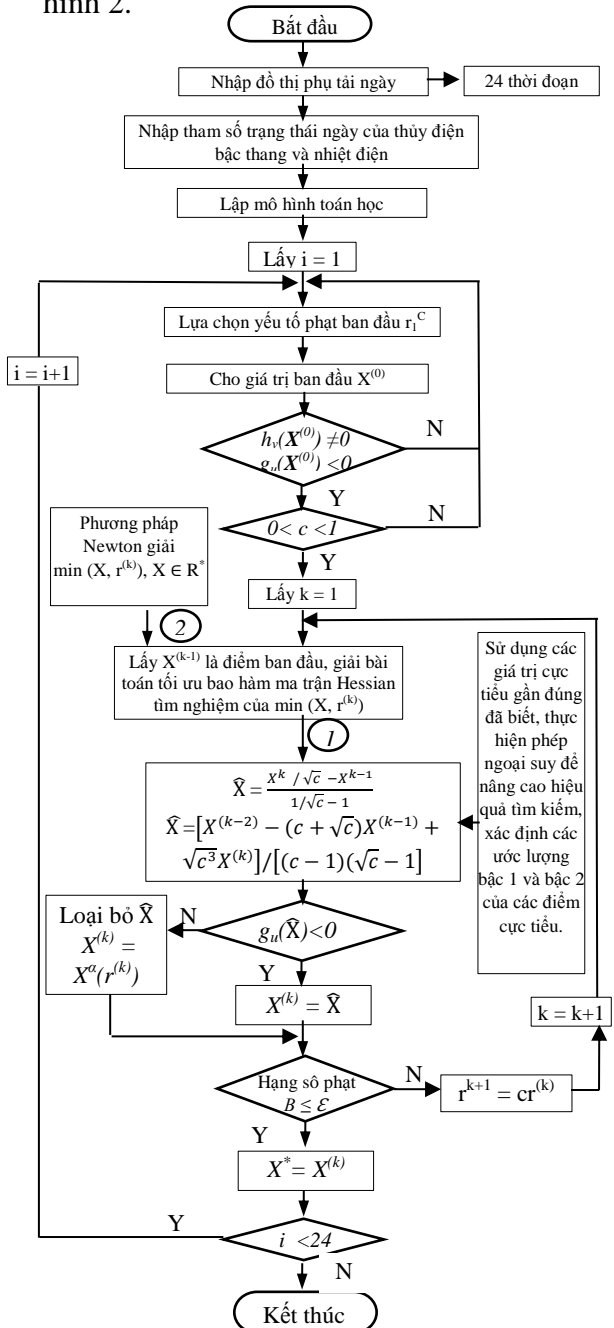 hình 2.
Bắt đầu
Nhập đồ thị phụ tải ngày
24 thời đoạn
Nhập tham số trạng thái ngày của thủy điện
bậc thang và nhiệt điện
Lập mô hình toán học
Lấy i = 1
Lựa chọn yếu tố phạt ban đầu r₁ᶜ
i = i+1
Cho giá trị ban đầu X⁽⁰⁾
hᵥ(X⁽⁰⁾) ≠0
gᵤ(X⁽⁰⁾) <0
N
Y
0< c <1
N
Y
Phương pháp
Newton giải
min (X, r⁽ᵏ⁾), X ∈ R*
Lấy k = 1
2
Lấy X⁽ᵏ⁻¹⁾ là điểm ban đầu, giải bài
toán tối ưu bao hàm ma trận Hessian
tìm nghiệm của min (X, r⁽ᵏ⁾)
1
Sử dụng các
giá trị cực
tiểu gần đúng
đã biết, thực
hiện phép
ngoại suy để
nâng cao hiệu
quả tìm kiếm,
xác định các
ước lượng
bậc 1 và bậc 2
của các điểm
cực tiểu.
X̂ = (Xᵏ /√c −Xᵏ⁻¹)/(1/√c − 1)
X̂ =[X⁽ᵏ⁻²⁾ − (c + √c)X⁽ᵏ⁻¹⁾ +
√c³X⁽ᵏ⁾]/[(c − 1)(√c − 1]
Loại bỏ X̂
X⁽ᵏ⁾ =
Xᵅ(r⁽ᵏ⁾)
N
gᵤ(X̂)<0
Y
X⁽ᵏ⁾ = X̂
k = k+1
Hạng số phạt
B ≤ Ɛ
N
rᵏ⁺¹ = cr⁽ᵏ⁾
Y
X* = X⁽ᵏ⁾
Y
i <24
N
Kết thúc